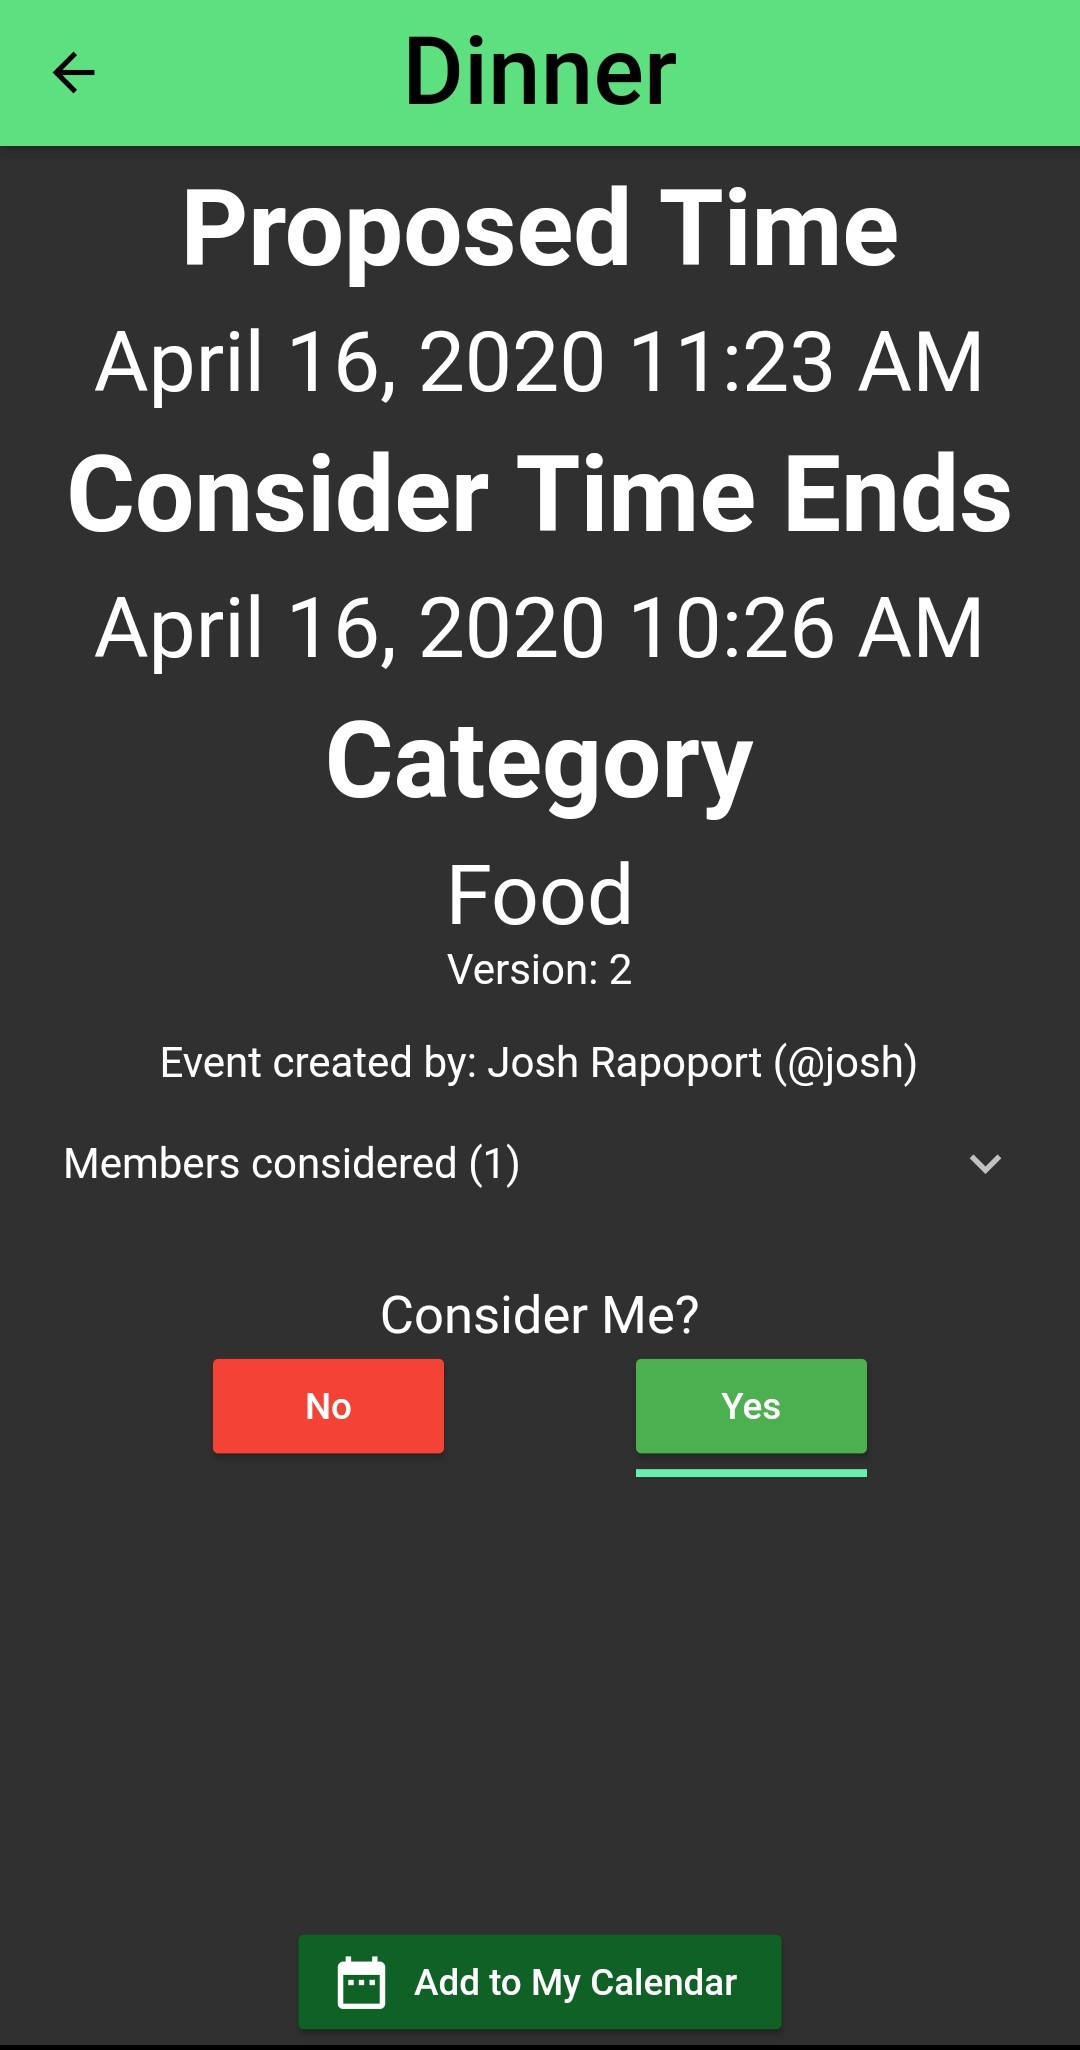 Dinner
Proposed Time
April 16, 2020 11:23 AM
Consider Time Ends
April 16, 2020 10:26 AM
Category
Food
Version: 2
Event created by: Josh Rapoport (@josh)
Members considered (1)
Consider Me?
No
Yes
Add to My Calendar